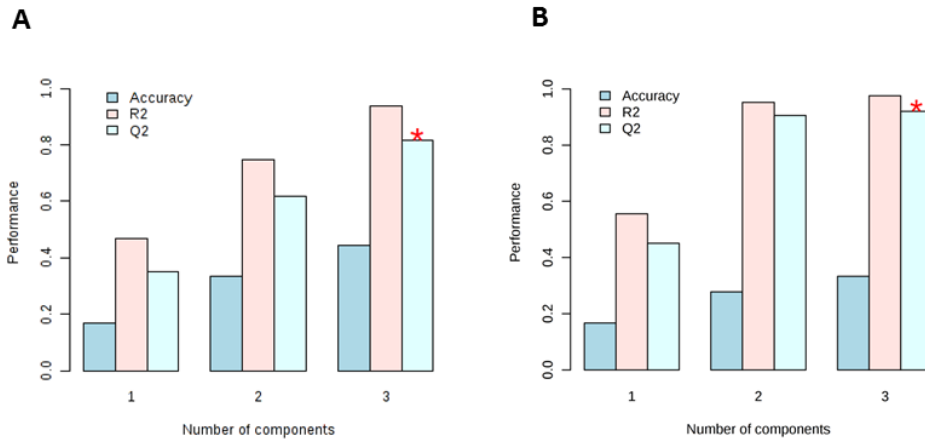 A
Accuracy
R2
Q2
Performance
0.0
0.2
0.4
0.6
0.8
1.0
*
1
2
3
Number of components
B
Accuracy
R2
Q2
Performance
0.0
0.2
0.4
0.6
0.8
1.0
*
1
2
3
Number of components